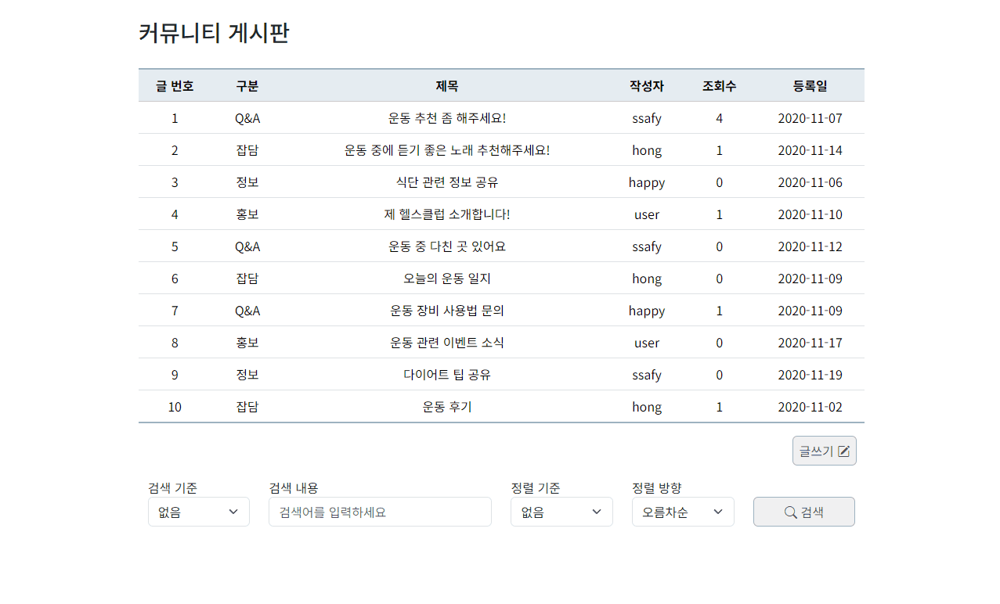 커뮤니티 게시판
글 번호 구분 제목 작성자 조회수 등록일
1 Q&A 운동 추천 좀 해주세요! ssafy 4 2020-11-07
2 잡담 운동 중에 듣기 좋은 노래 추천해주세요! hong 1 2020-11-14
3 정보 식단 관련 정보 공유 happy 0 2020-11-06
4 홍보 제 헬스클럽 소개합니다! user 1 2020-11-10
5 Q&A 운동 중 다친 곳 있어요 ssafy 0 2020-11-12
6 잡담 오늘의 운동 일지 hong 0 2020-11-09
7 Q&A 운동 장비 사용법 문의 happy 1 2020-11-09
8 홍보 운동 관련 이벤트 소식 user 0 2020-11-17
9 정보 다이어트 팁 공유 ssafy 0 2020-11-19
10 잡담 운동 후기 hong 1 2020-11-02
글쓰기
검색 기준 검색 내용 정렬 기준 정렬 방향
없음 검색어를 입력하세요 없음 오름차순 검색